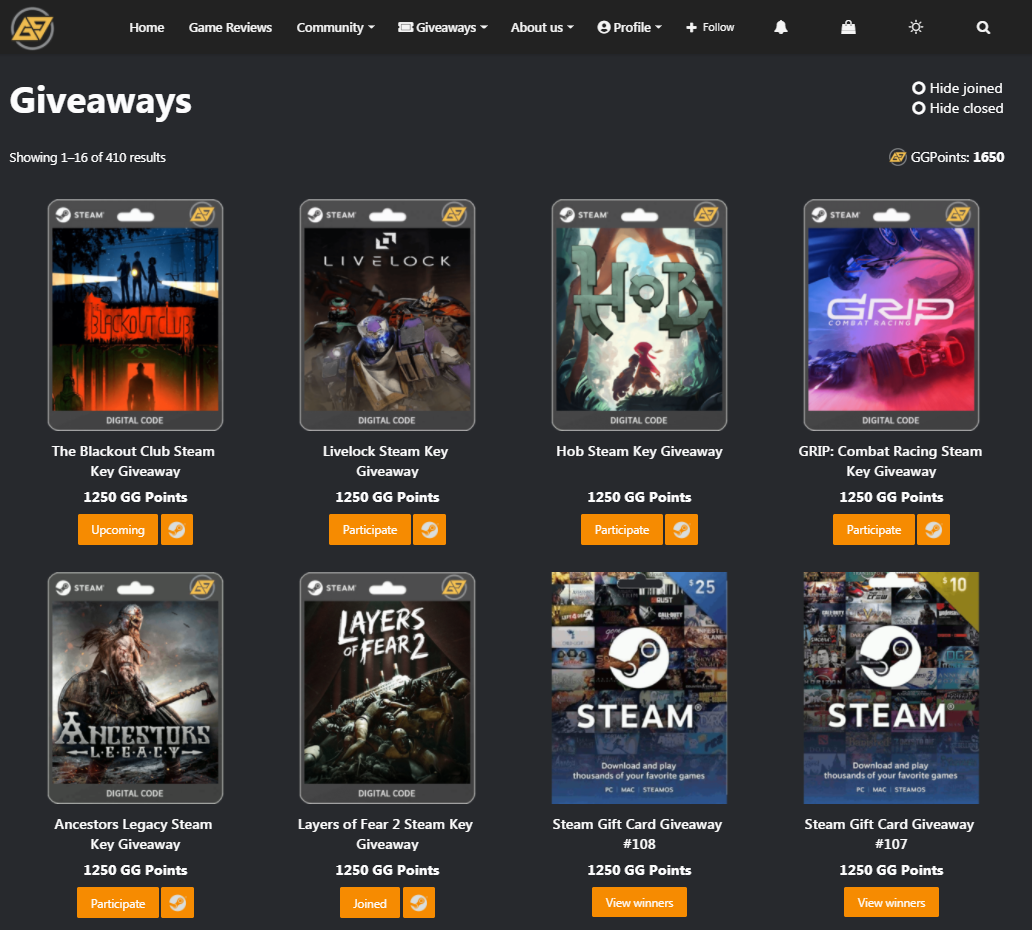 Home Game Reviews Community Giveaways About us Profile Follow
Giveaways
Hide joined
Hide closed
Showing 1–16 of 410 results
GGPoints: 1650
STEAM STEAM STEAM STEAM
BLACKOUT CLUB
LIVELOCK
HOB
GRIP
COMBAT RACING
DIGITAL CODE DIGITAL CODE DIGITAL CODE DIGITAL CODE
The Blackout Club Steam
Key Giveaway
Livelock Steam Key
Giveaway
Hob Steam Key Giveaway
GRIP: Combat Racing Steam
Key Giveaway
1250 GG Points 1250 GG Points 1250 GG Points 1250 GG Points
Upcoming Participate Participate Participate
STEAM STEAM
ANCESTORS
LEGACY
DIGITAL CODE
LAYERS
OF FEAR 2
DIGITAL CODE
$25
STEAM®
Download and play
thousands of your favorite games
PC | MAC | STEAMOS
$10
STEAM®
Download and play
thousands of your favorite games
PC | MAC | STEAMOS
Ancestors Legacy Steam
Key Giveaway
Layers of Fear 2 Steam Key
Giveaway
Steam Gift Card Giveaway
#108
Steam Gift Card Giveaway
#107
1250 GG Points 1250 GG Points 1250 GG Points 1250 GG Points
Participate Joined View winners View winners